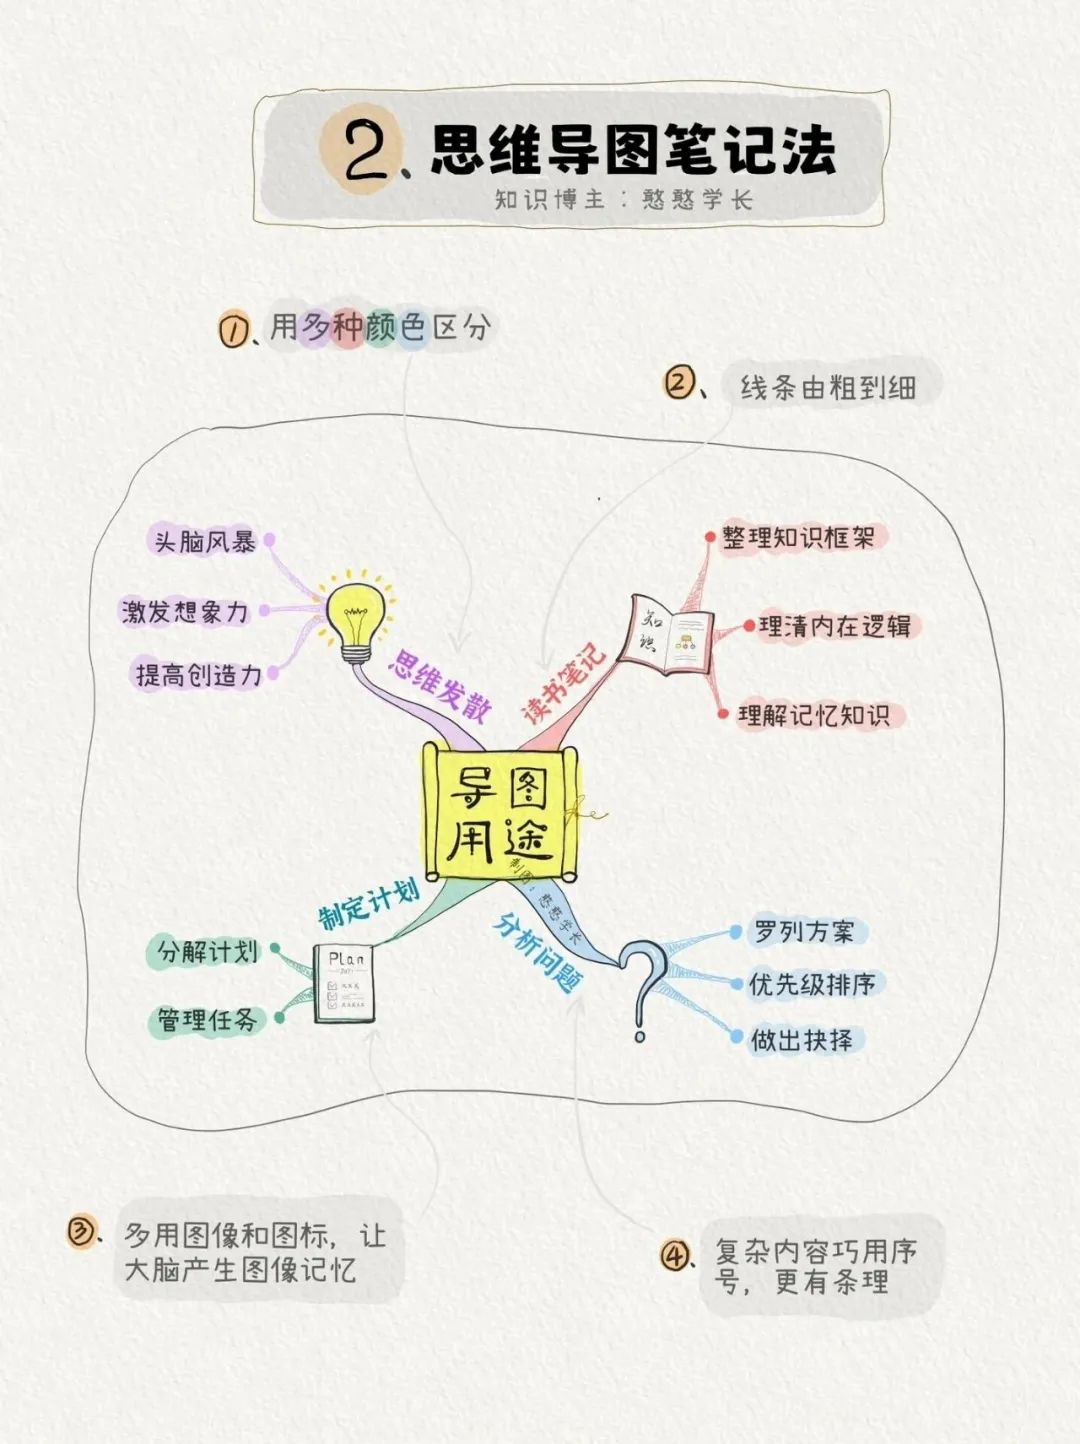 2、思维导图笔记法
知识博主：憨憨学长
①、用多种颜色区分
②、线条由粗到细
头脑风暴
激发想象力
提高创造力
思维发散
读书笔记
知
识
整理知识框架
理清内在逻辑
理解记忆知识
导图
用途
制图：憨憨学长
制定计划
Plan
分解计划
管理任务
分析问题
罗列方案
优先级排序
做出抉择
③、多用图像和图标，让
大脑产生图像记忆
④、复杂内容巧用序
号，更有条理